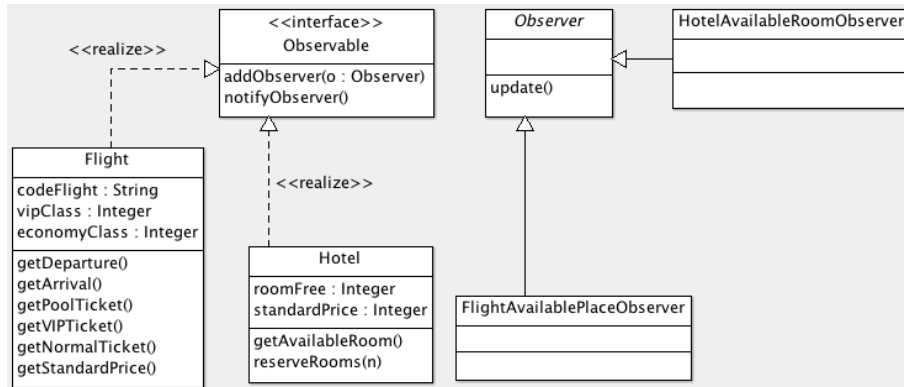 <<realize>>
<<interface>>
Observable
addObserver(o : Observer)
notifyObserver()
Observer
update()
HotelAvailableRoomObserver
Flight
codeFlight : String
vipClass : Integer
economyClass : Integer
getDeparture()
getArrival()
getPoolTicket()
getVIPTicket()
getNormalTicket()
getStandardPrice()
<<realize>>
Hotel
roomFree : Integer
standardPrice : Integer
getAvailableRoom()
reserveRooms(n)
FlightAvailablePlaceObserver